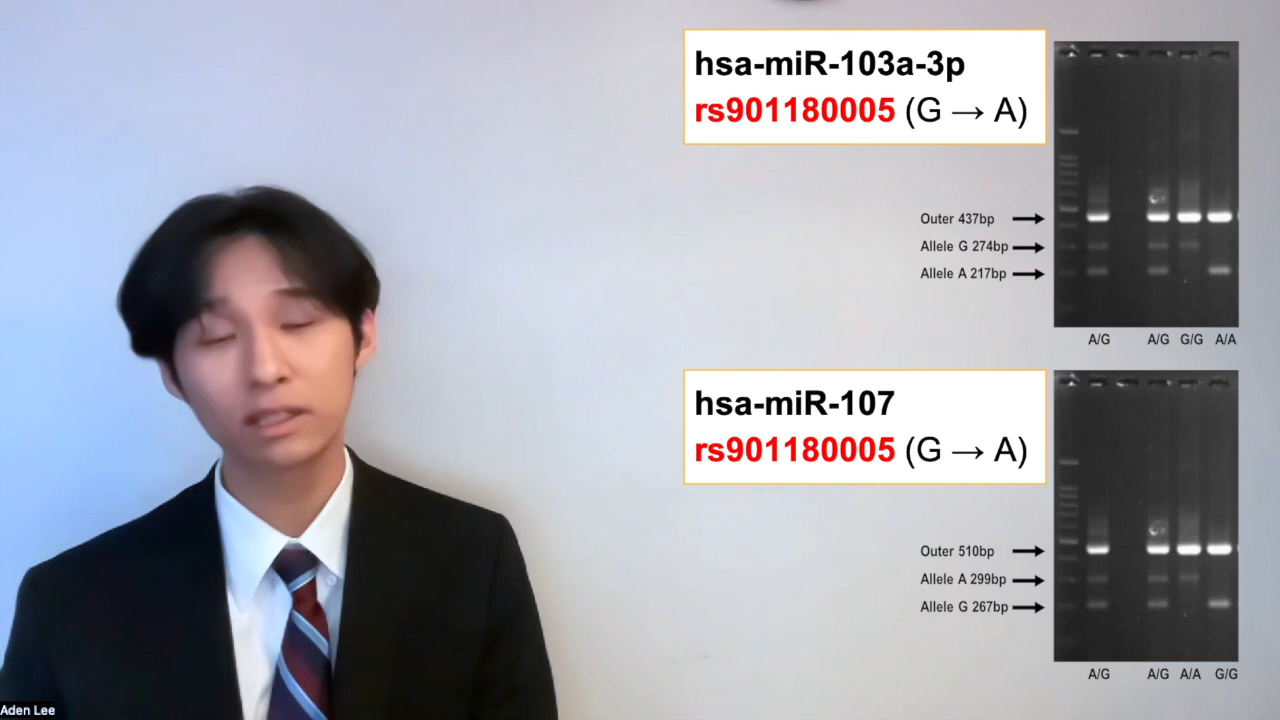 hsa-miR-103a-3p
rs901180005 (G → A)
Outer 437bp
Allele G 274bp
Allele A 217bp
A/G A/G G/G A/A
hsa-miR-107
rs901180005 (G → A)
Outer 510bp
Allele A 299bp
Allele G 267bp
A/G A/G A/A G/G
Aden Lee